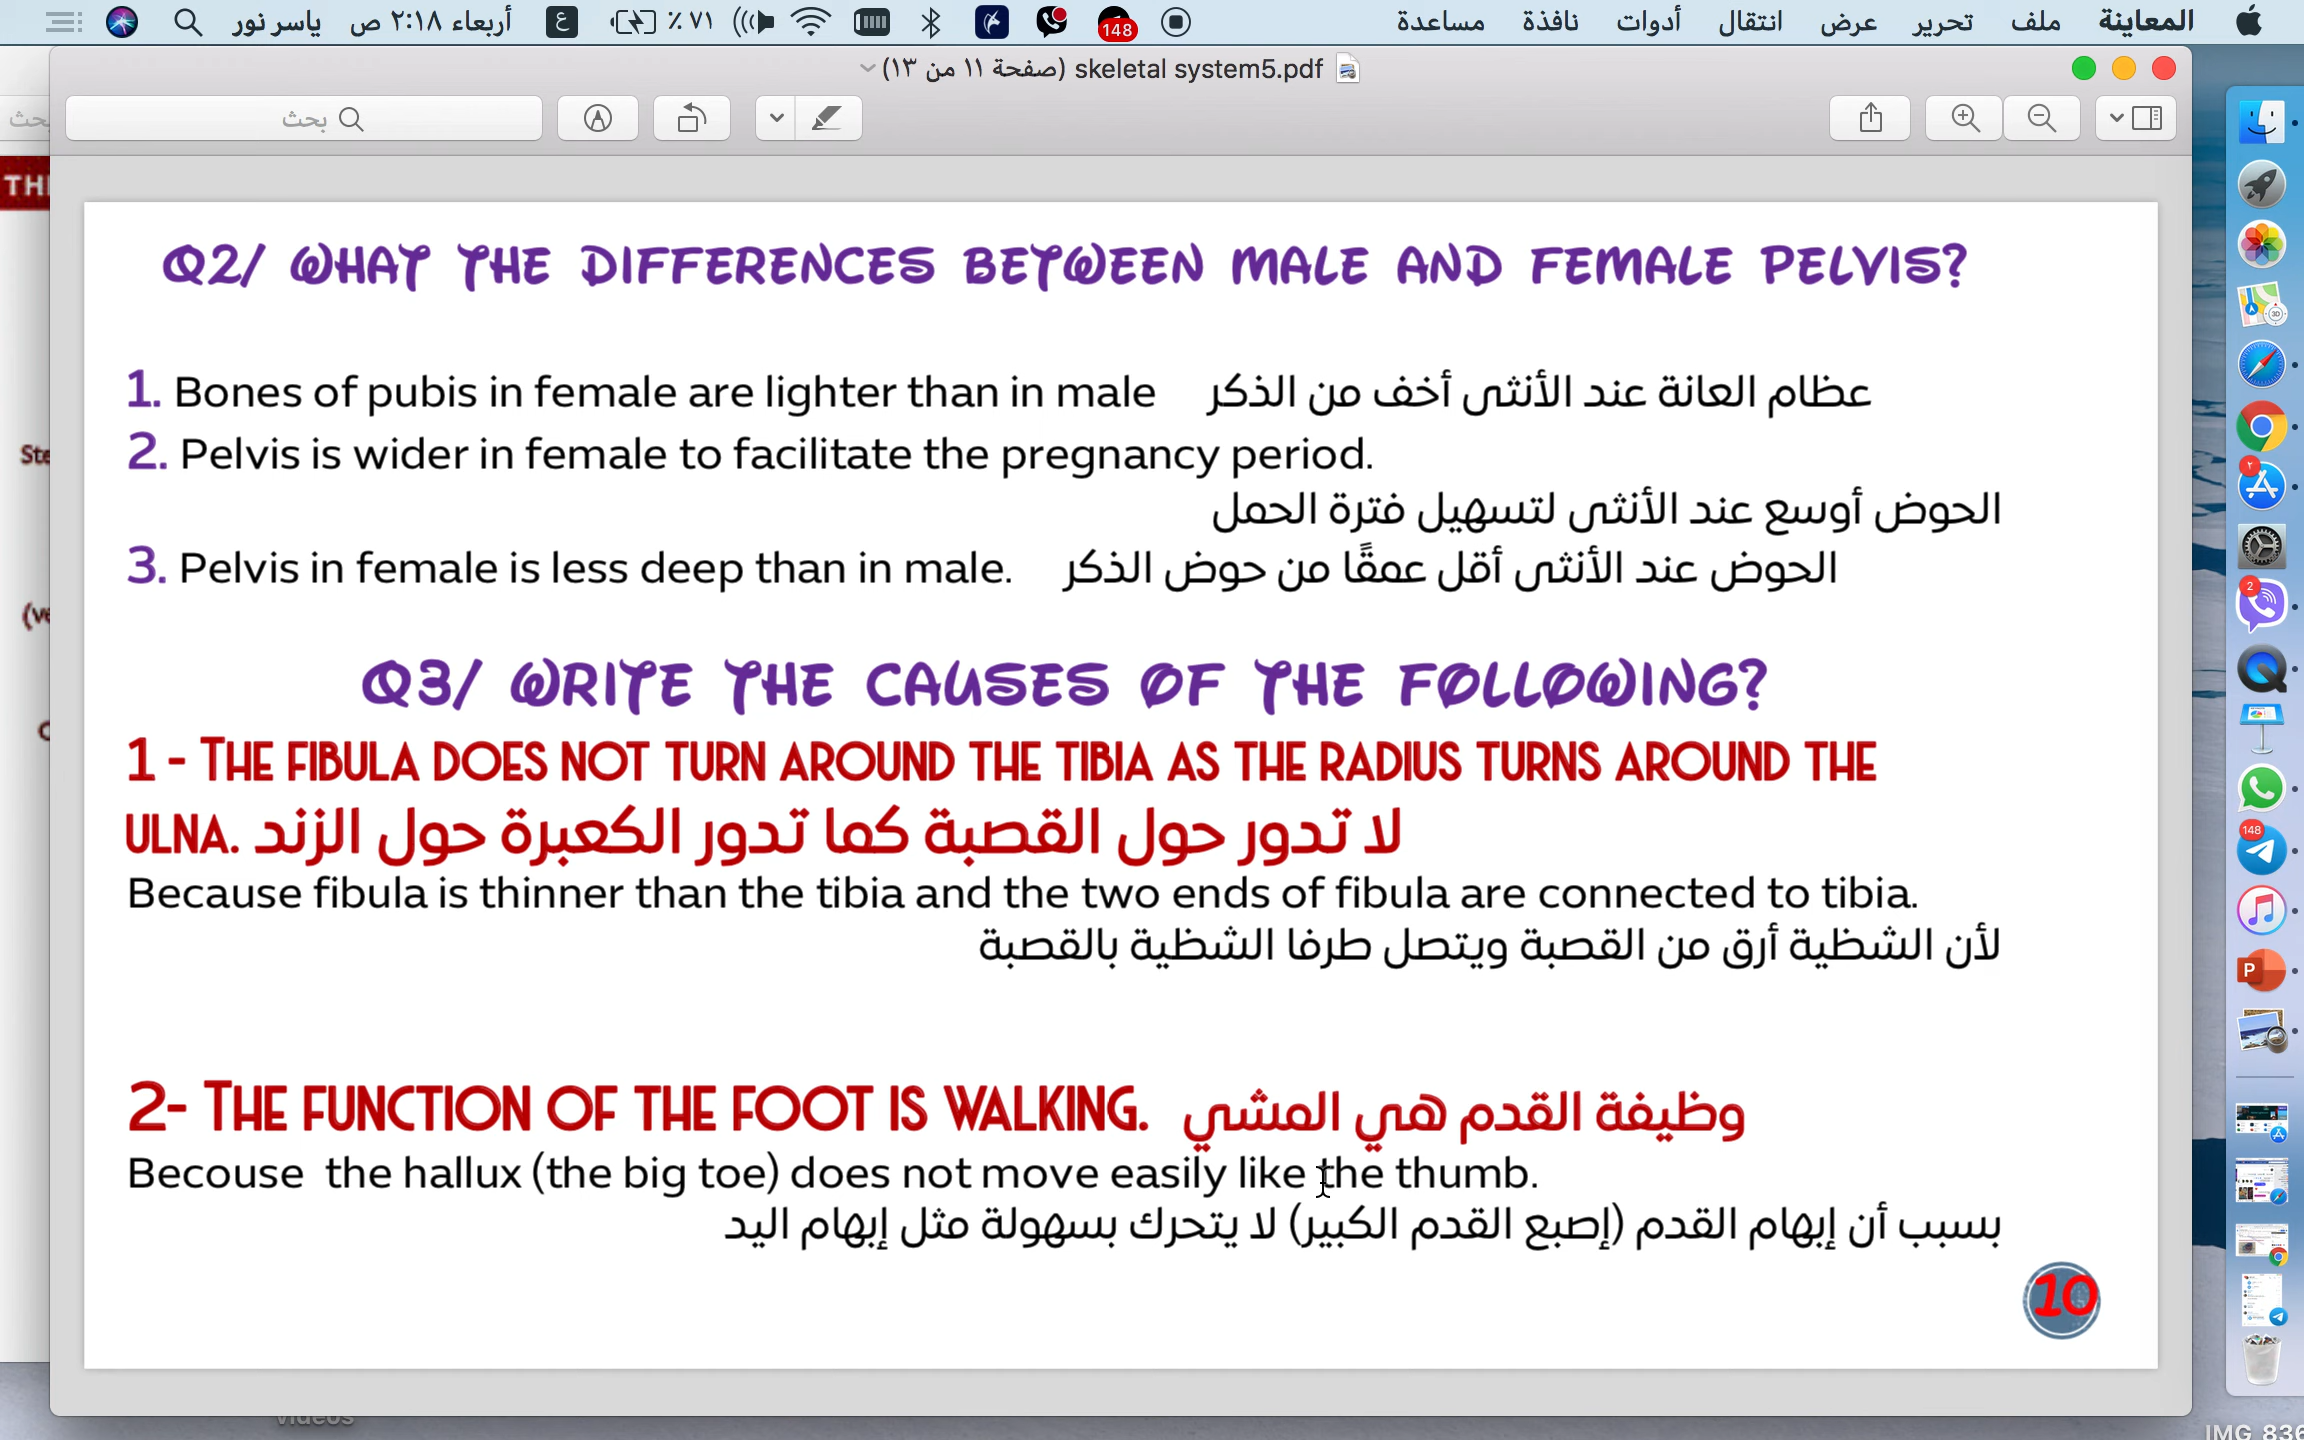 المعاينة ملف تحرير عرض انتقال أدوات نافذة مساعدة
148
٧١ ٪ ع أربعاء ٢:١٨ ص ياسر نور
skeletal system5.pdf (صفحة ١١ من ١٣)
بحث
Q2/ WHAT THE DIFFERENCES BETWEEN MALE AND FEMALE PELVIS?
1. Bones of pubis in female are lighter than in male عظام العانة عند الأنثى أخف من الذكر
2. Pelvis is wider in female to facilitate the pregnancy period.
الحوض أوسع عند الأنثى لتسهيل فترة الحمل
3. Pelvis in female is less deep than in male. الحوض عند الأنثى أقل عمقًا من حوض الذكر
Q3/ WRITE THE CAUSES OF THE FOLLOWING?
1 - THE FIBULA DOES NOT TURN AROUND THE TIBIA AS THE RADIUS TURNS AROUND THE
ULNA. لا تدور حول القصبة كما تدور الكعبرة حول الزند
Because fibula is thinner than the tibia and the two ends of fibula are connected to tibia.
لأن الشظية أرق من القصبة ويتصل طرفا الشظية بالقصبة
2- THE FUNCTION OF THE FOOT IS WALKING. وظيفة القدم هي المشي
Becouse the hallux (the big toe) does not move easily like the thumb.
بسبب أن إبهام القدم (إصبع القدم الكبير) لا يتحرك بسهولة مثل إبهام اليد
10
٢
2
148
videos